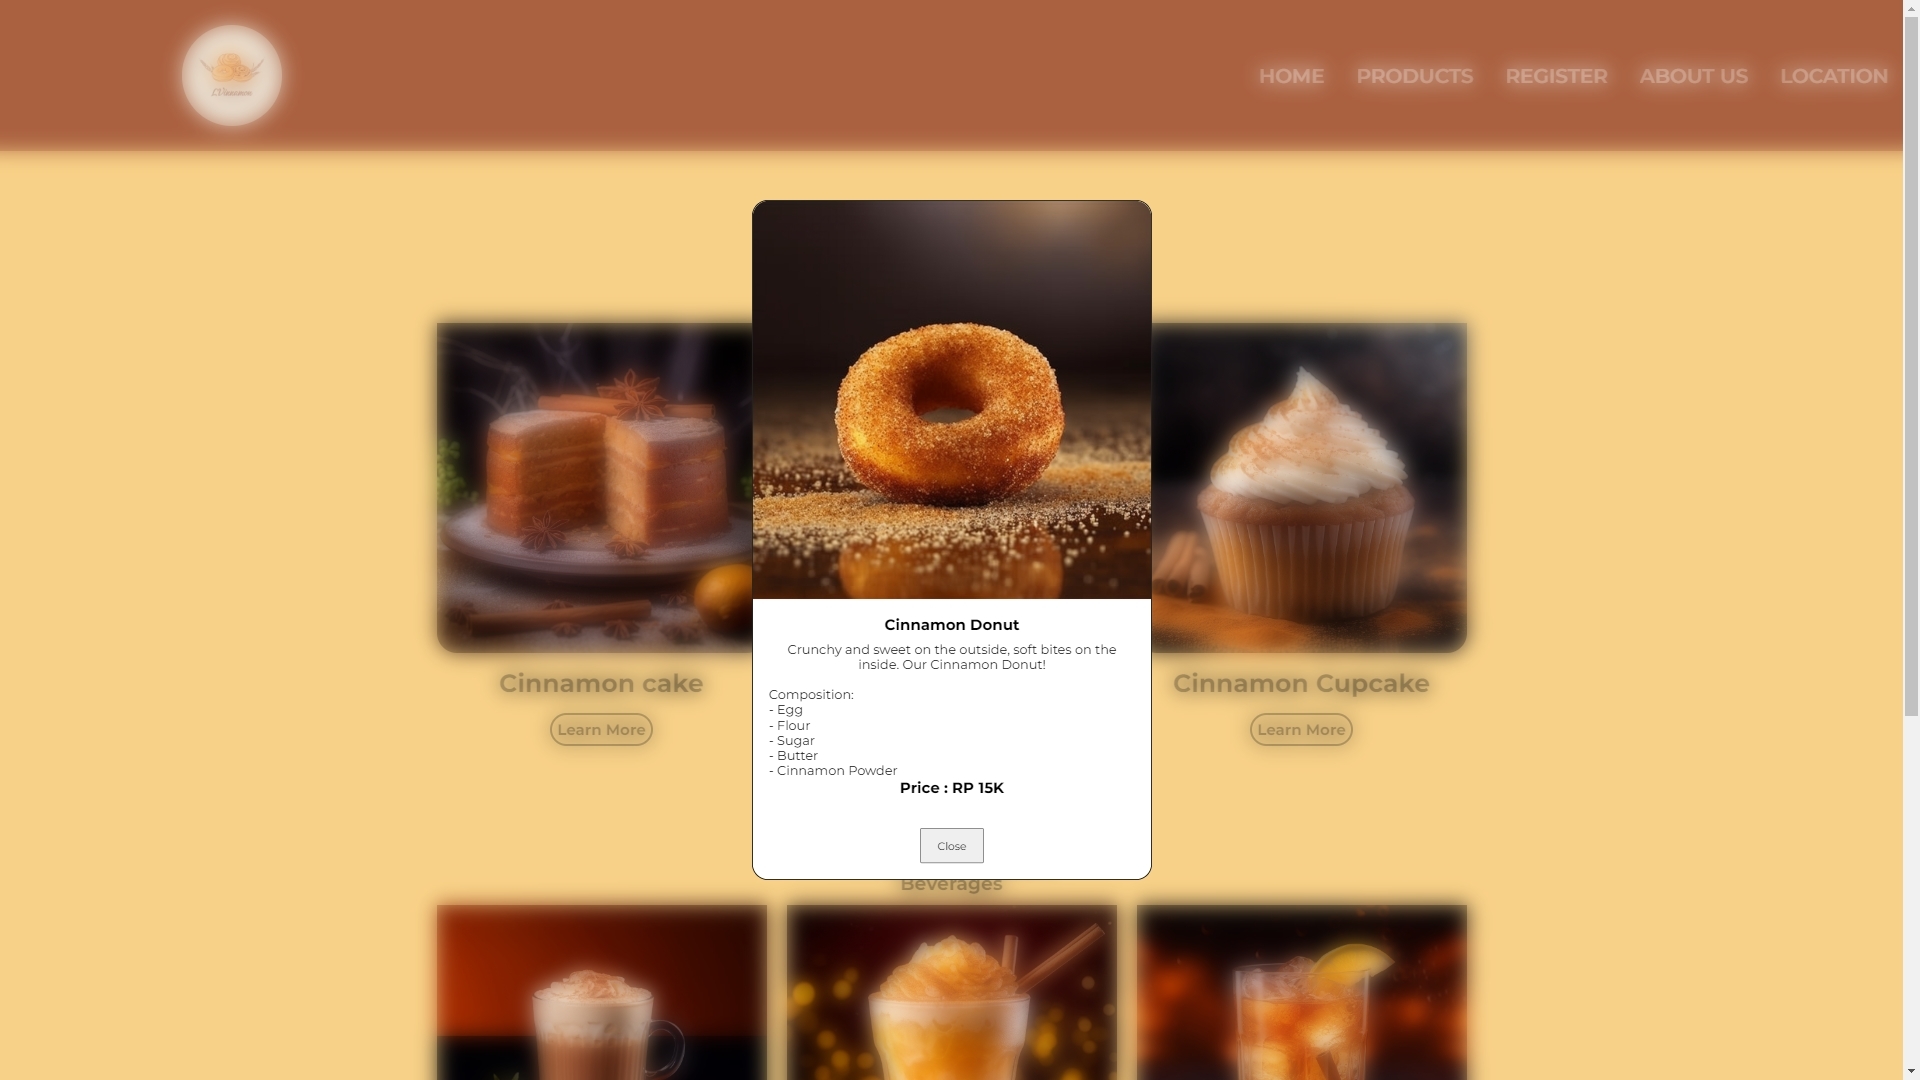 HOME PRODUCTS REGISTER ABOUT US LOCATION
Cinnamon cake
Learn More
Cinnamon Donut
Crunchy and sweet on the outside, soft bites on the
inside. Our Cinnamon Donut!
Composition:
- Egg
- Flour
- Sugar
- Butter
- Cinnamon Powder
Price : RP 15K
Close
Cinnamon Cupcake
Learn More
Beverages